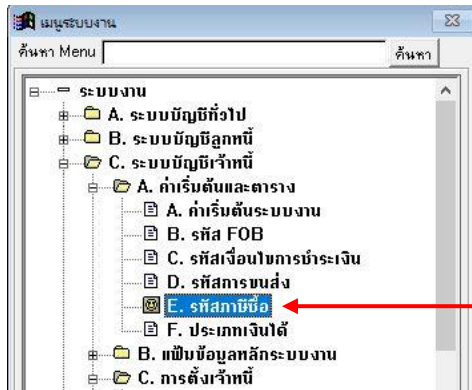 เมนูระบบงาน
ค้นหา Menu ค้นหา
ระบบงาน
A. ระบบบัญชีทั่วไป
B. ระบบบัญชีลูกหนี้
C. ระบบบัญชีเจ้าหนี้
A. ค่าเริ่มต้นและตาราง
A. ค่าเริ่มต้นระบบงาน
B. รหัส FOB
C. รหัสเงื่อนไขการชำระเงิน
D. รหัสการขนส่ง
E. รหัสภาษีซื้อ
F. ประเภทเงินได้
B. แฟ้มข้อมูลหลักระบบงาน
C. การตั้งเจ้าหนี้